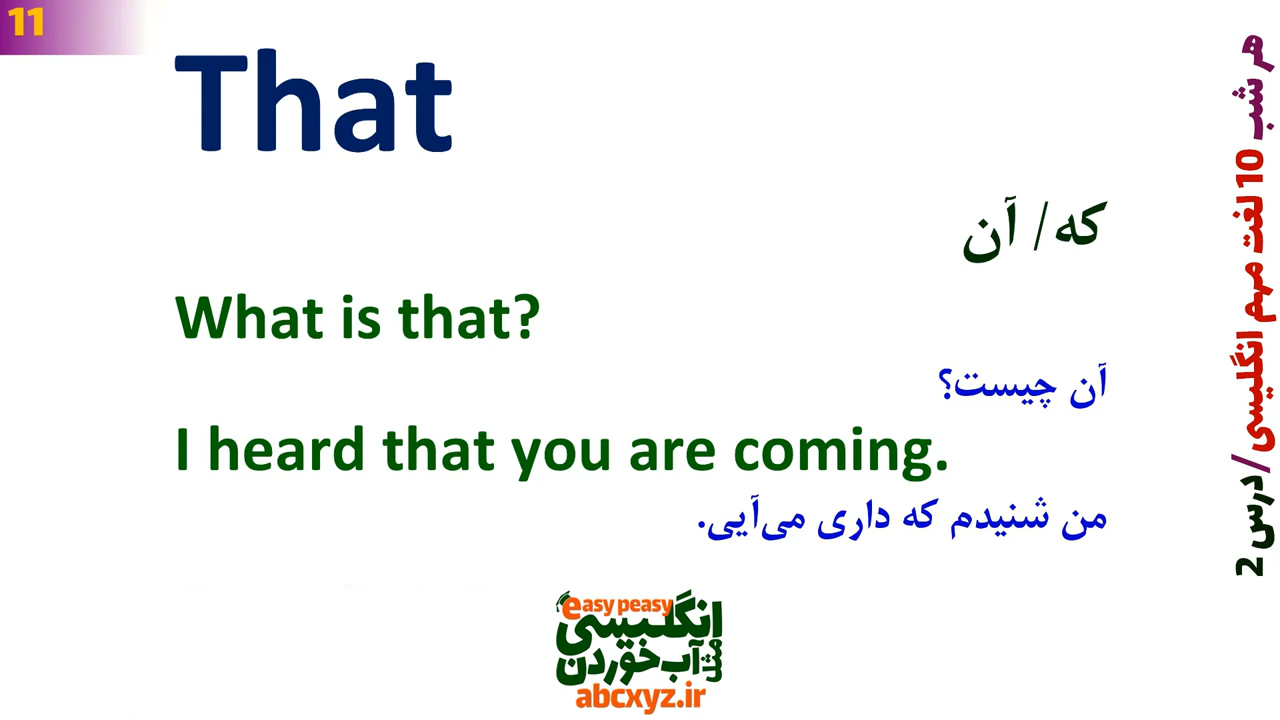 11
That
که / آن
What is that?
آن چیست؟
I heard that you are coming.
من شنیدم که داری می‌آیی.
هر شب 10 لغت مهم انگلیسی/درس 2
easy peasy
انگلیسی
مثل آب خوردن
abcxyz.ir